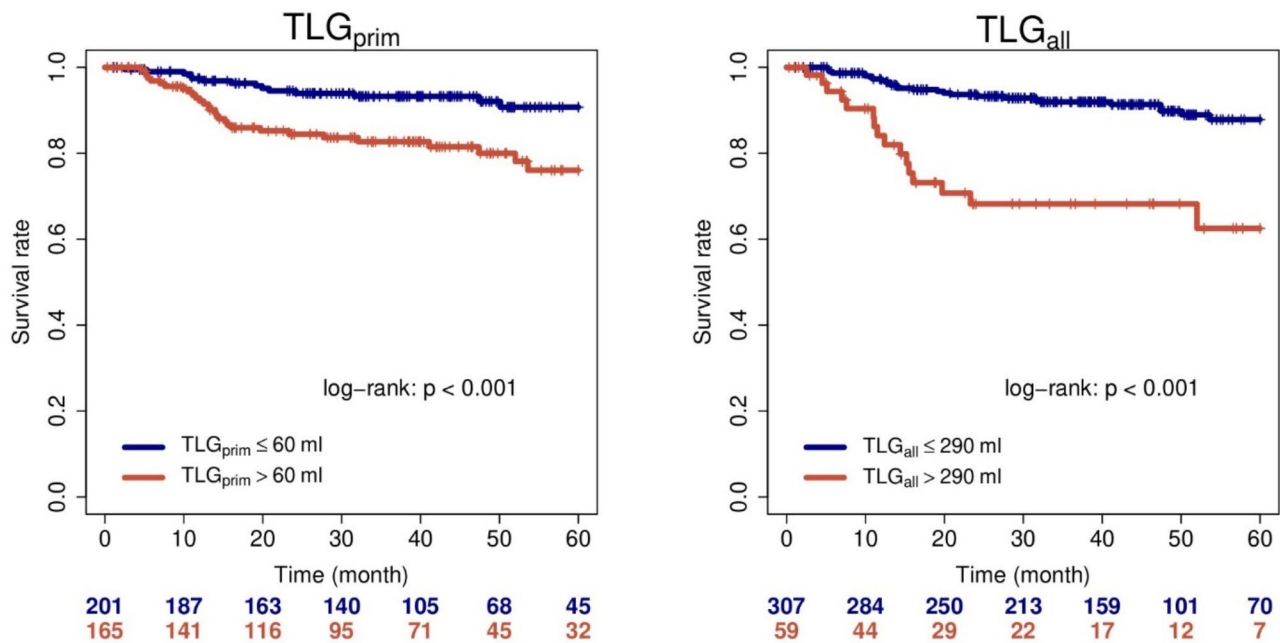 TLGprim
1.0
0.8
0.6
0.4
0.2
0.0
Survival rate
log−rank: p < 0.001
TLGprim ≤ 60 ml
TLGprim > 60 ml
0 10 20 30 40 50 60
Time (month)
201 187 163 140 105 68 45
165 141 116 95 71 45 32
TLGall
1.0
0.8
0.6
0.4
0.2
0.0
Survival rate
log−rank: p < 0.001
TLGall ≤ 290 ml
TLGall > 290 ml
0 10 20 30 40 50 60
Time (month)
307 284 250 213 159 101 70
59 44 29 22 17 12 7